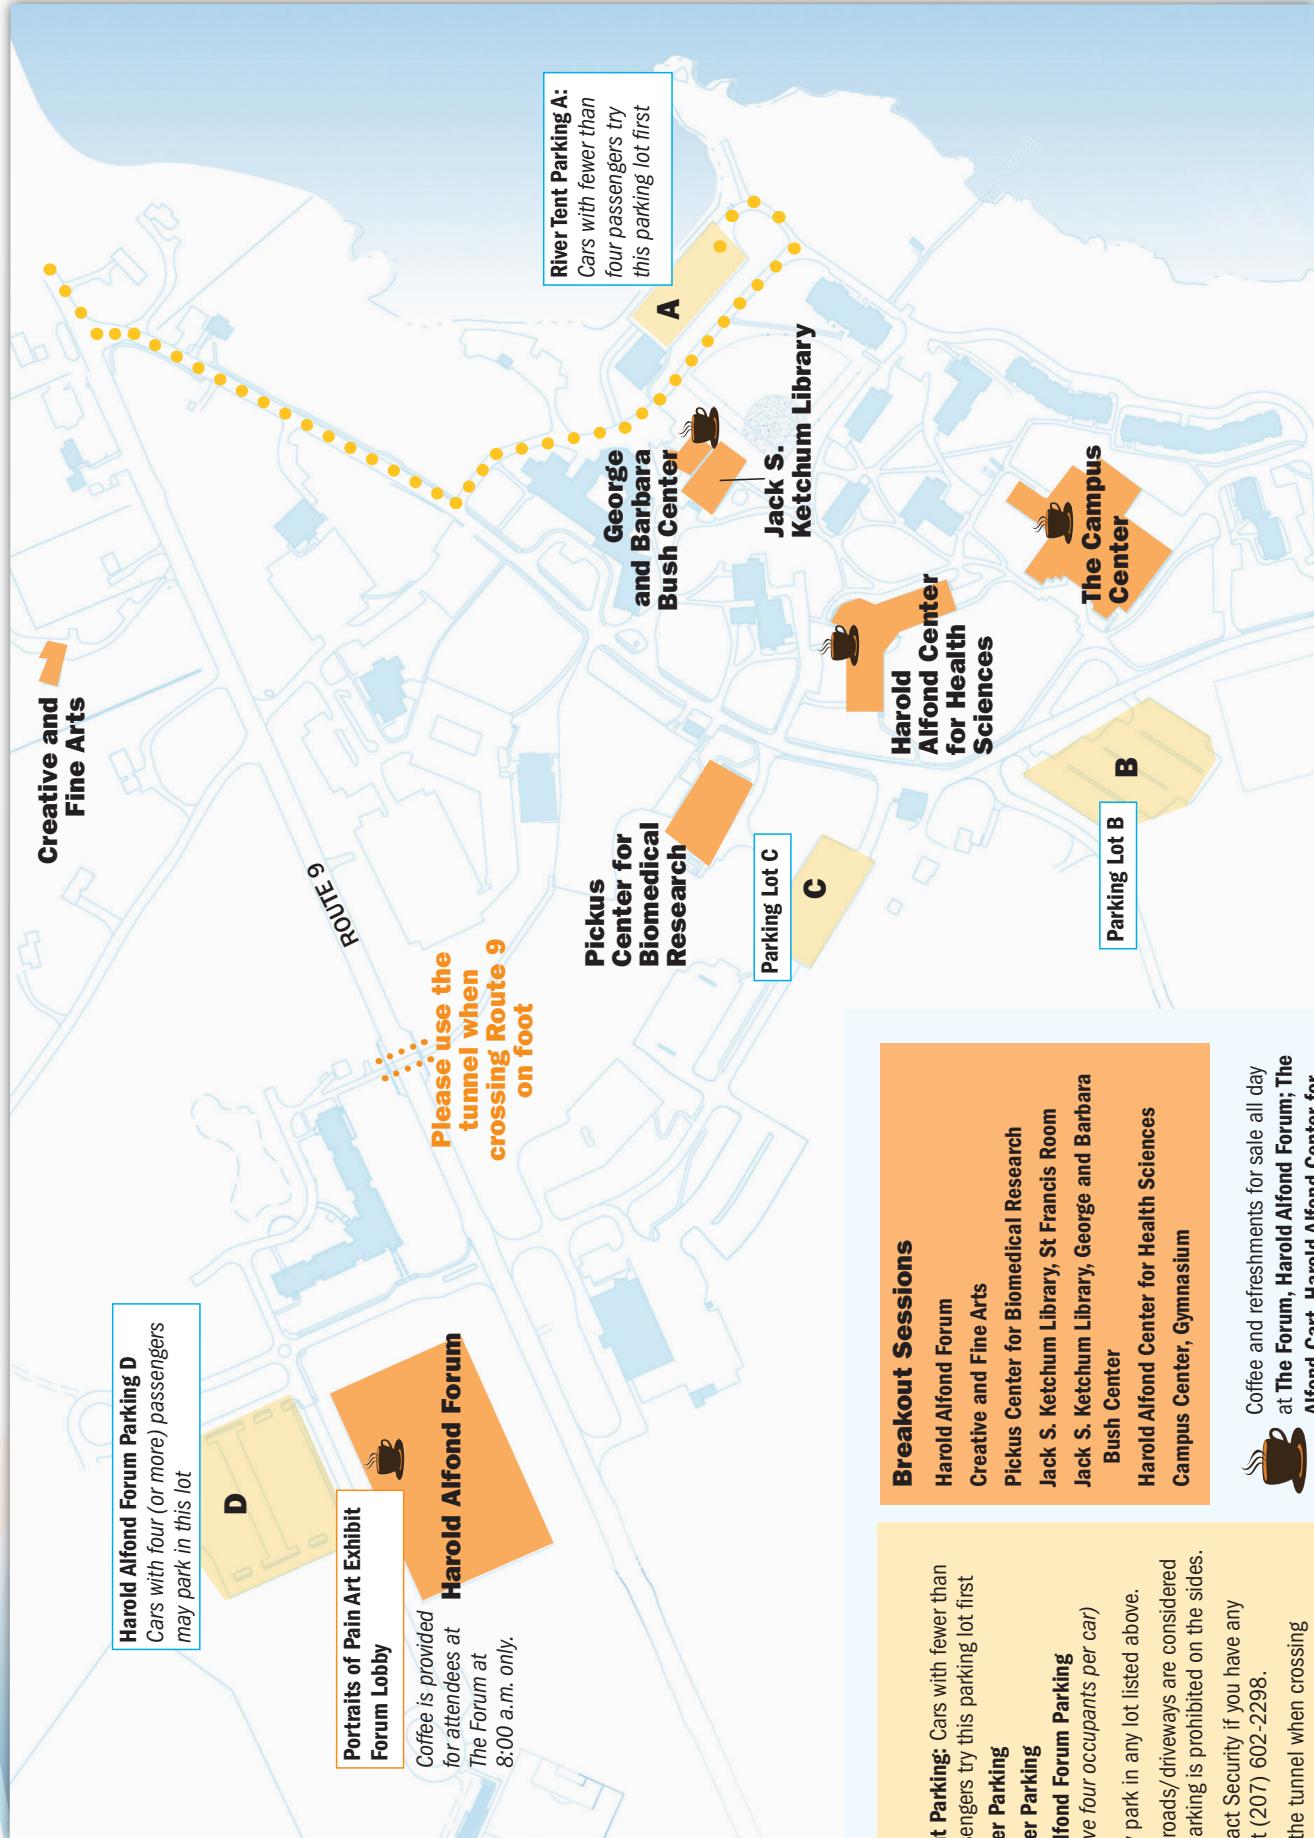 Creative and
Fine Arts
ROUTE 9
River Tent Parking A:
Cars with fewer than
four passengers try
this parking lot first
A
George
and Barbara
Bush Center
Jack S.
Ketchum Library
The Campus
Center
Harold
Alfond Center
for Health
Sciences
Pickus
Center for
Biomedical
Research
Parking Lot C
C
B
Parking Lot B
Please use the
tunnel when
crossing Route 9
on foot
Harold Alfond Forum Parking D
Cars with four (or more) passengers
may park in this lot
D
Portraits of Pain Art Exhibit
Forum Lobby
Harold Alfond Forum
Coffee is provided
for attendees at
The Forum at
8:00 a.m. only.
Breakout Sessions
Harold Alfond Forum
Creative and Fine Arts
Pickus Center for Biomedical Research
Jack S. Ketchum Library, St Francis Room
Jack S. Ketchum Library, George and Barbara
Bush Center
Harold Alfond Center for Health Sciences
Campus Center, Gymnasium
Coffee and refreshments for sale all day
at The Forum, Harold Alfond Forum; The
Alfond Cart, Harold Alfond Center for
Parking: Cars with fewer than
try this parking lot first
Parking
Parking
Forum Parking
four occupants per car)
park in any lot listed above.
roads/driveways are considered
is prohibited on the sides.
Security if you have any
(207) 602-2298.
the tunnel when crossing